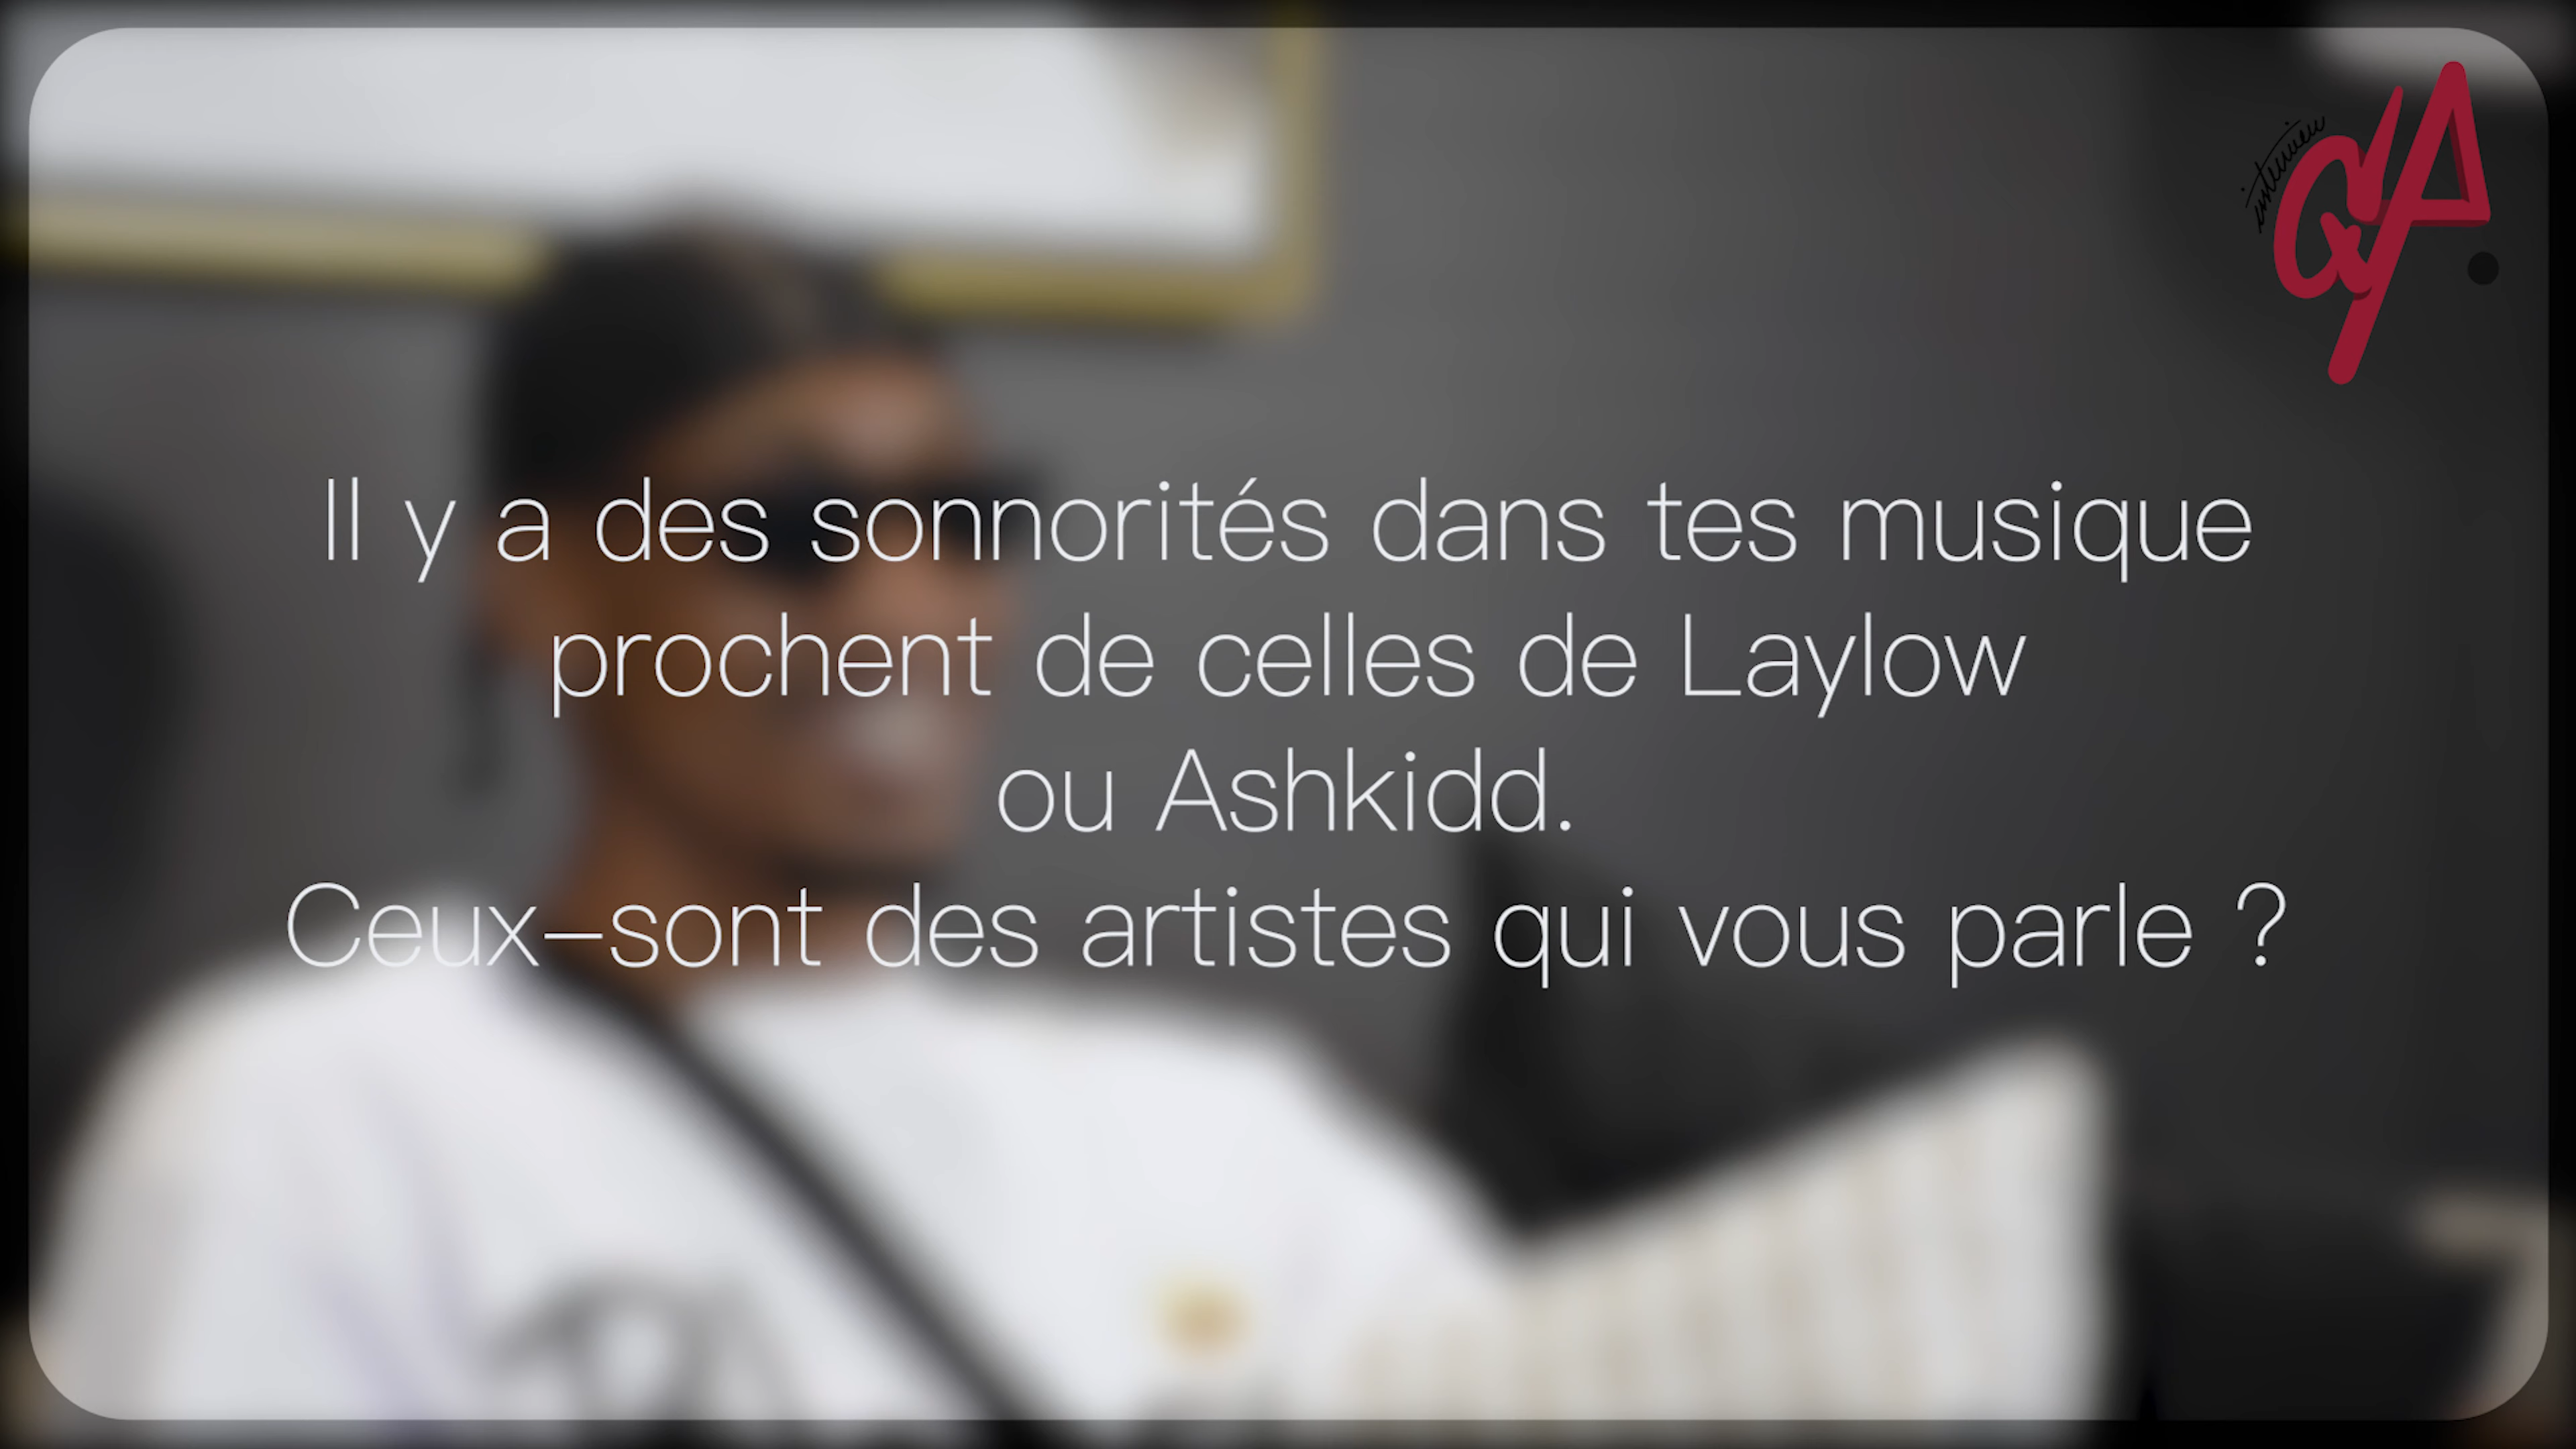 interview
Q&A
Il y a des sonnorités dans tes musique
prochent de celles de Laylow
ou Ashkidd.
Ceux-sont des artistes qui vous parle ?